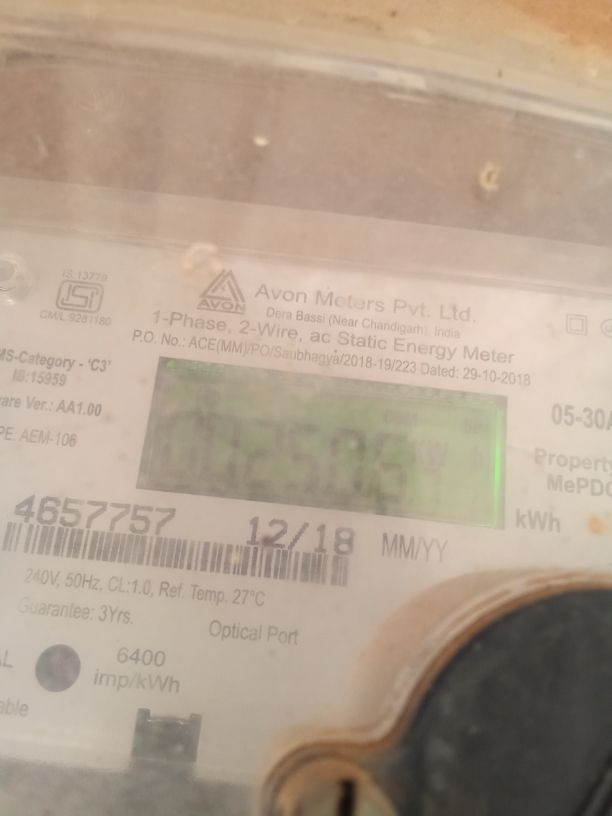 IS:13779
ISI
CM/L:9281180
AVON
Avon Meters Pvt. Ltd.
Dera Bassi (Near Chandigarh), India
1-Phase, 2-Wire, ac Static Energy Meter
P.O. No.: ACE(MM)/PO/Saubhagya/2018-19/223 Dated: 29-10-2018
MS-Category - 'C3'
IS:15959
are Ver.: AA1.00
PE. AEM-106
05-30A
Property
MePDC
kWh
4657757 12/18 MM/YY
240V, 50Hz, CL:1.0, Ref. Temp. 27°C
Guarantee: 3Yrs.
Optical Port
6400
imp/kWh
able